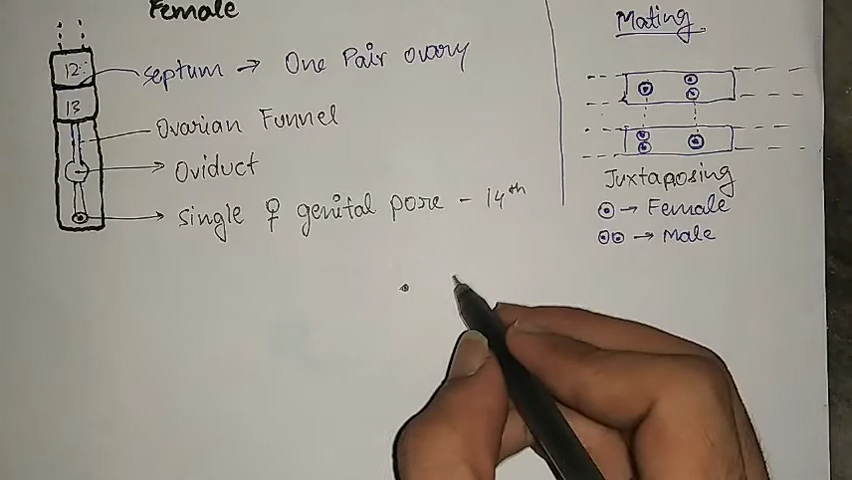 Female
12
septum → One Pair ovary
13
Ovarian Funnel
Oviduct
single ♀ genital pore - 14th
Mating
Juxtaposing
→ Female
→ Male